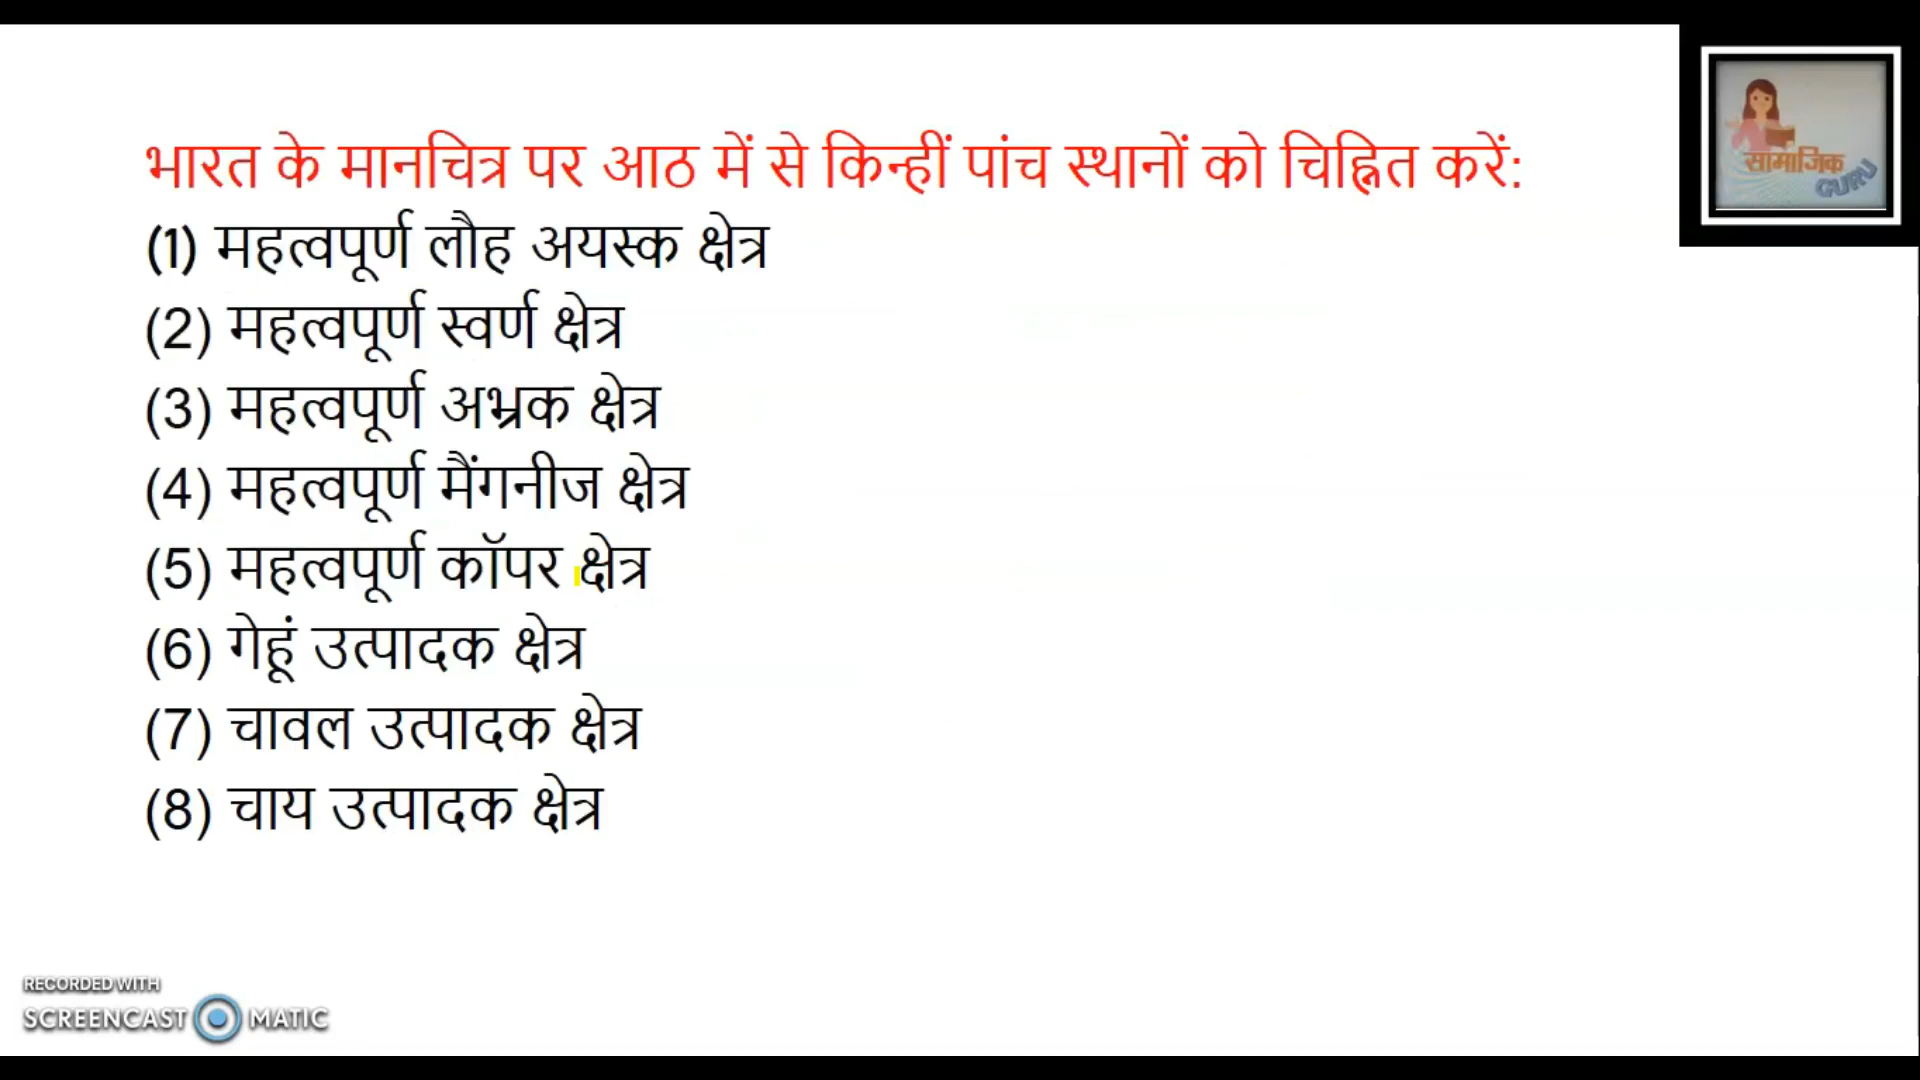 भारत के मानचित्र पर आठ में से किन्हीं पांच स्थानों को चिह्नित करें:
(1) महत्वपूर्ण लौह अयस्क क्षेत्र
(2) महत्वपूर्ण स्वर्ण क्षेत्र
(3) महत्वपूर्ण अभ्रक क्षेत्र
(4) महत्वपूर्ण मैंगनीज क्षेत्र
(5) महत्वपूर्ण कॉपर क्षेत्र
(6) गेहूं उत्पादक क्षेत्र
(7) चावल उत्पादक क्षेत्र
(8) चाय उत्पादक क्षेत्र
सामाजिक
GURU
RECORDED WITH
SCREENCAST MATIC